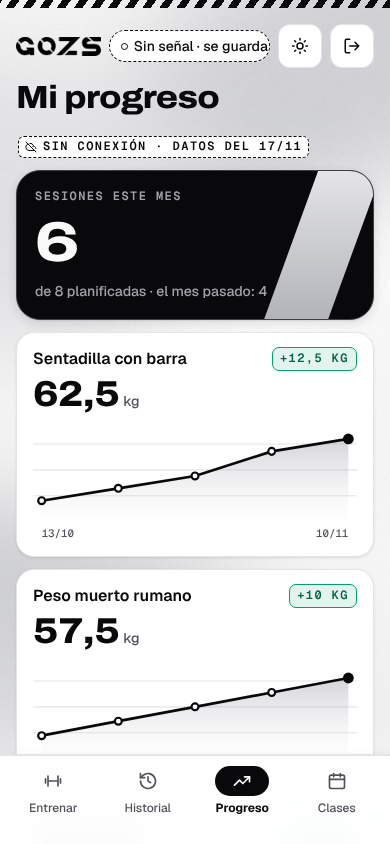 GOZS
Sin señal · se guarda
Mi progreso
SIN CONEXIÓN · DATOS DEL 17/11
SESIONES ESTE MES
6
de 8 planificadas · el mes pasado: 4
Sentadilla con barra
+12,5 KG
62,5 kg
13/10
10/11
Peso muerto rumano
+10 KG
57,5 kg
Entrenar
Historial
Progreso
Clases